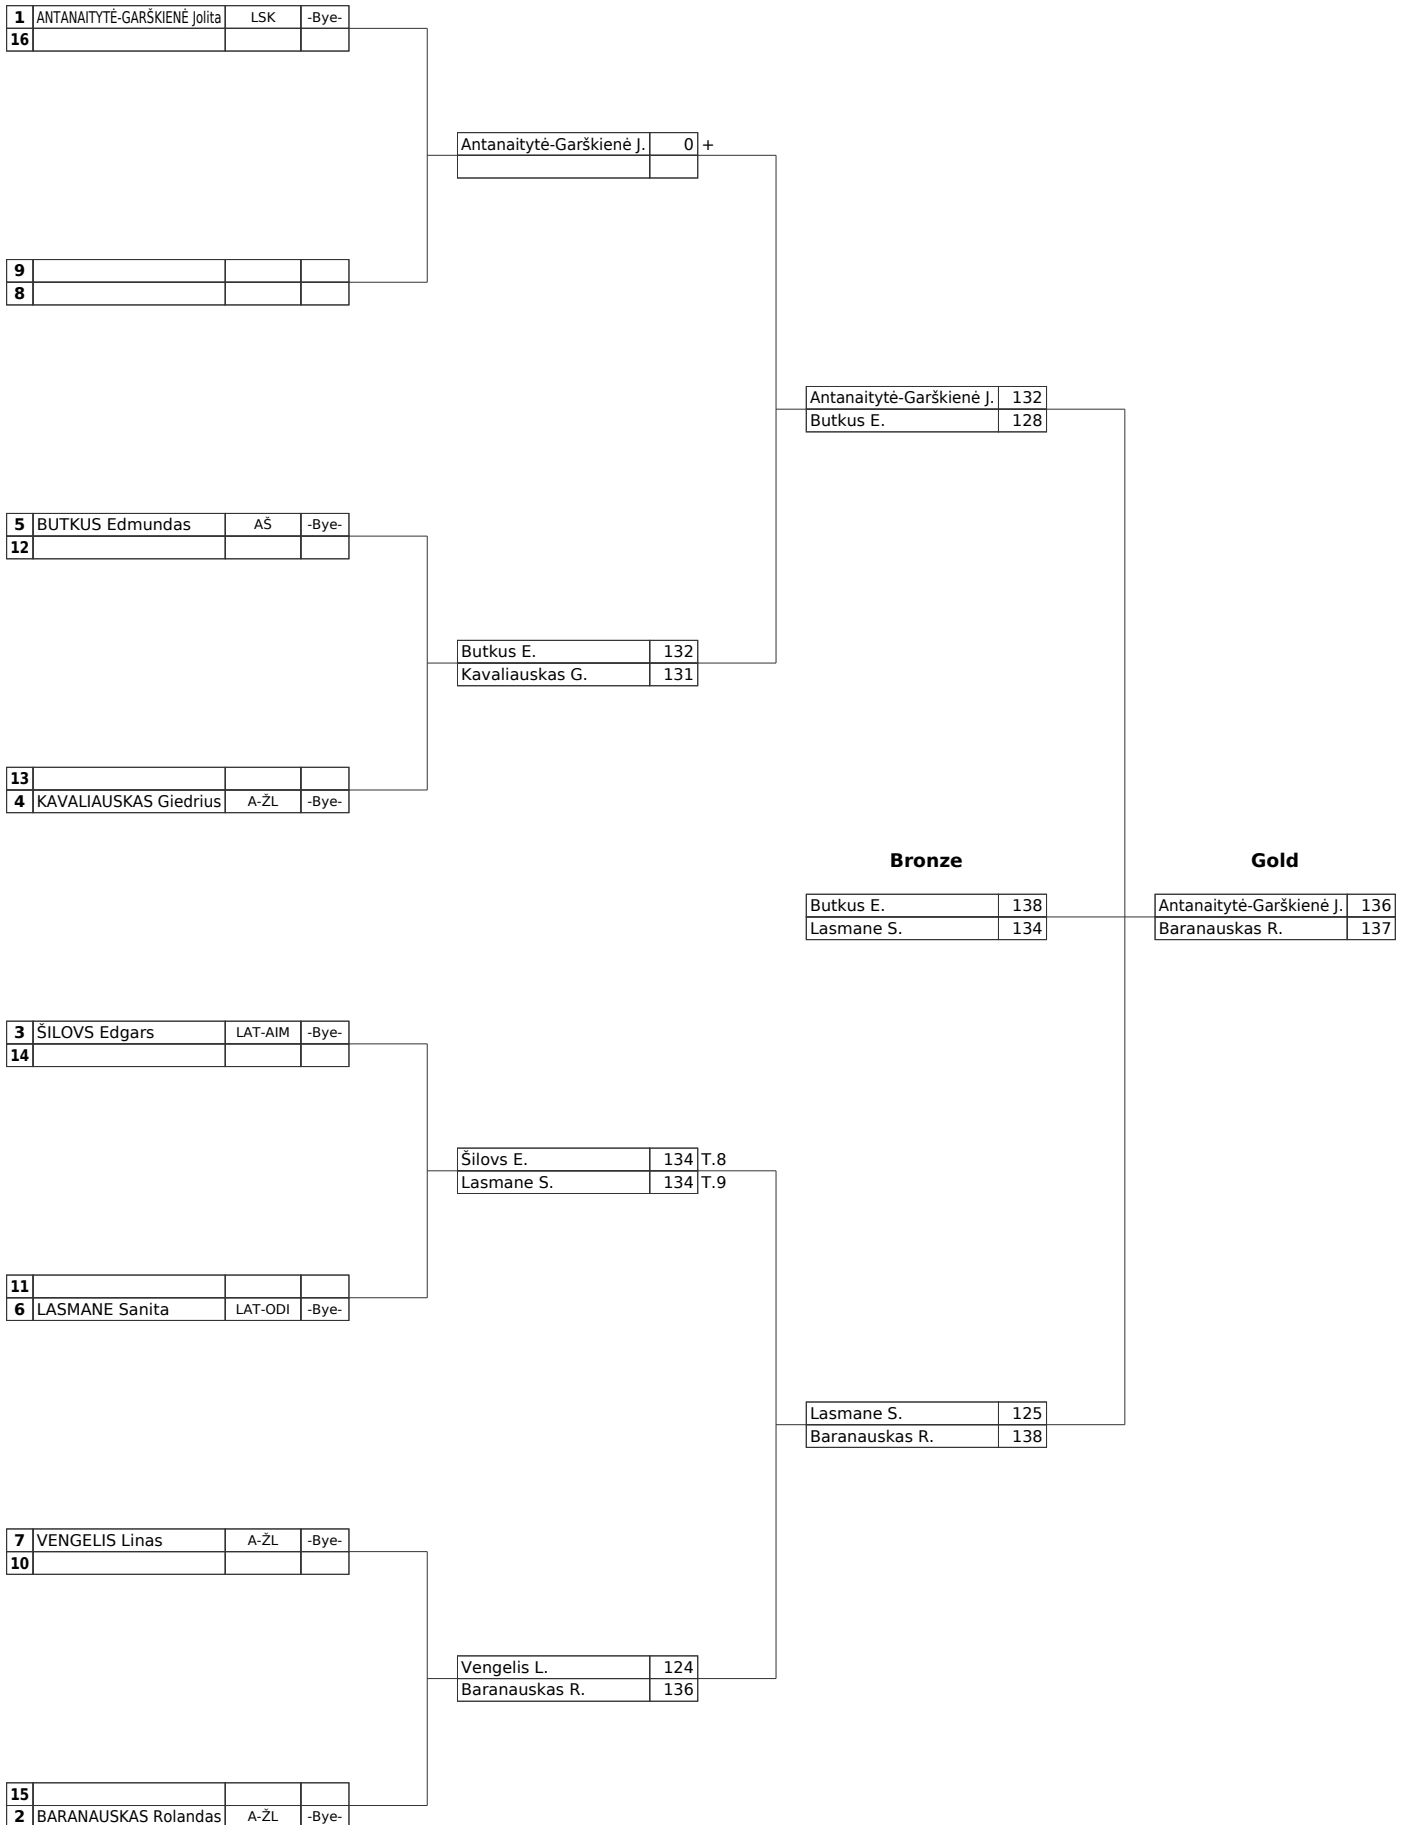 1 ANTANAITYTĖ-GARŠKIENĖ Jolita LSK -Bye-
16
Antanaitytė-Garškienė J. 0 +
9
8
Antanaitytė-Garškienė J. 132
Butkus E. 128
5 BUTKUS Edmundas AŠ -Bye-
12
Butkus E. 132
Kavaliauskas G. 131
13
4 KAVALIAUSKAS Giedrius A-ŽL -Bye-
Bronze Gold
Butkus E. 138 Antanaitytė-Garškienė J. 136
Lasmane S. 134 Baranauskas R. 137
3 ŠILOVS Edgars LAT-AIM -Bye-
14
Šilovs E. 134 T.8
Lasmane S. 134 T.9
11
6 LASMANE Sanita LAT-ODI -Bye-
Lasmane S. 125
Baranauskas R. 138
7 VENGELIS Linas A-ŽL -Bye-
10
Vengelis L. 124
Baranauskas R. 136
15
2 BARANAUSKAS Rolandas A-ŽL -Bye-